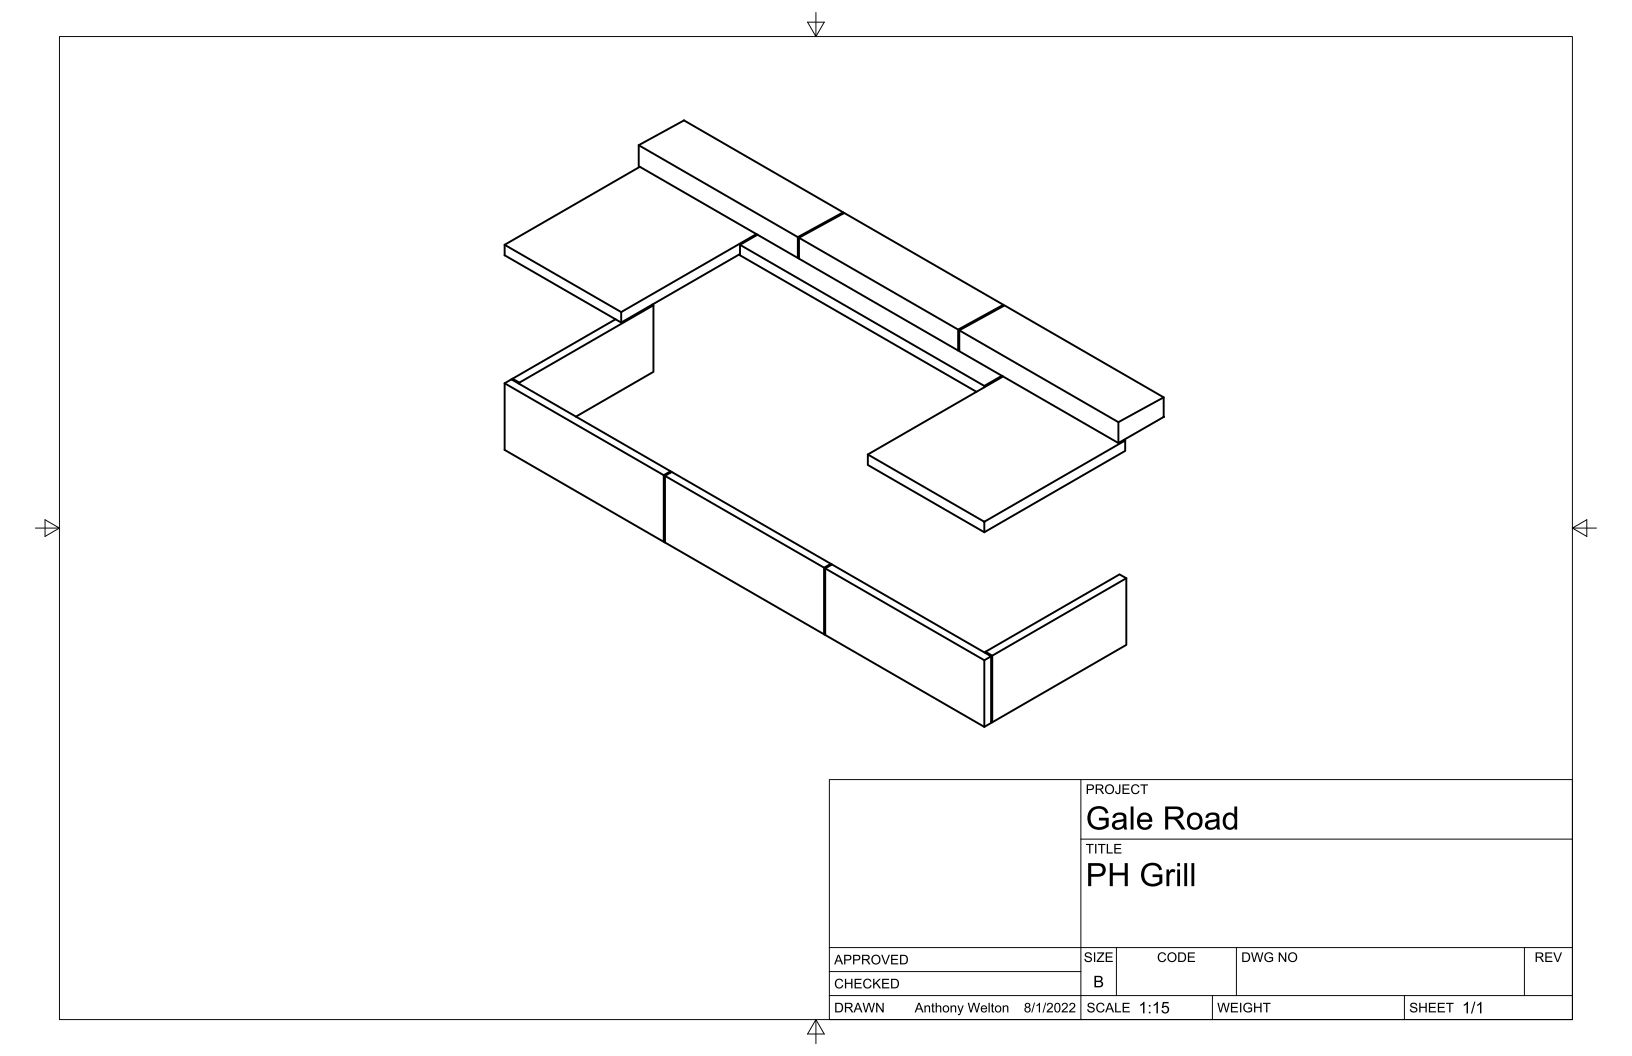 PROJECT
Gale Road
TITLE
PH Grill
APPROVED
CHECKED
DRAWN Anthony Welton 8/1/2022
SIZE CODE DWG NO REV
B
SCALE 1:15 WEIGHT SHEET 1/1